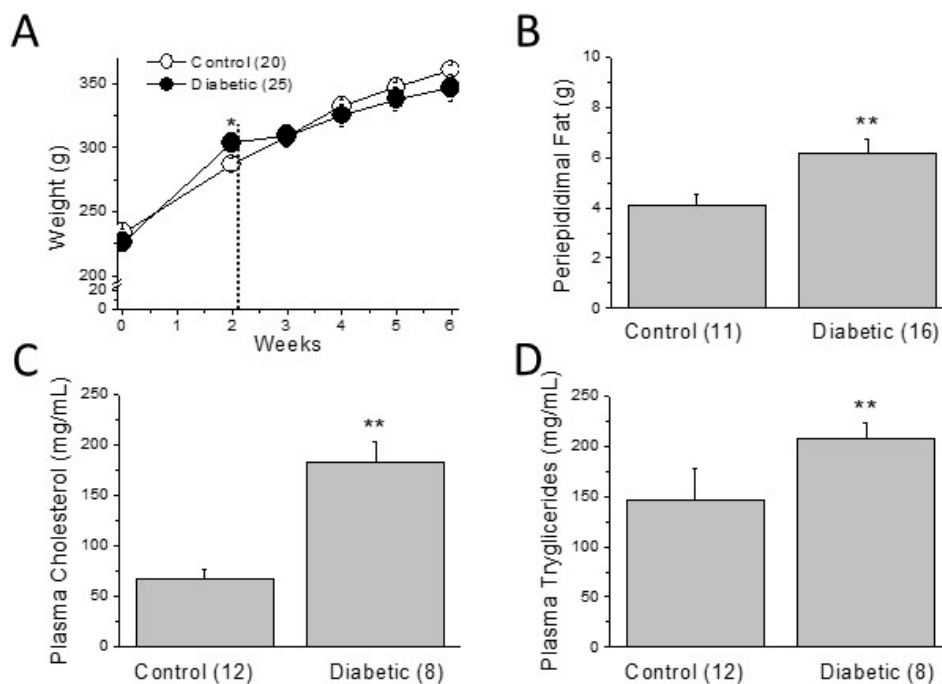 A
Control (20)
Diabetic (25)
*
Weight (g)
350
300
250
200
20
0
0 1 2 3 4 5 6
Weeks
B
Periepididimal Fat (g)
10
8
6
4
2
0
**
Control (11) Diabetic (16)
C
Plasma Cholesterol (mg/mL)
250
200
150
100
50
0
**
Control (12) Diabetic (8)
D
Plasma Tryglicerides (mg/mL)
250
200
150
100
50
0
**
Control (12) Diabetic (8)